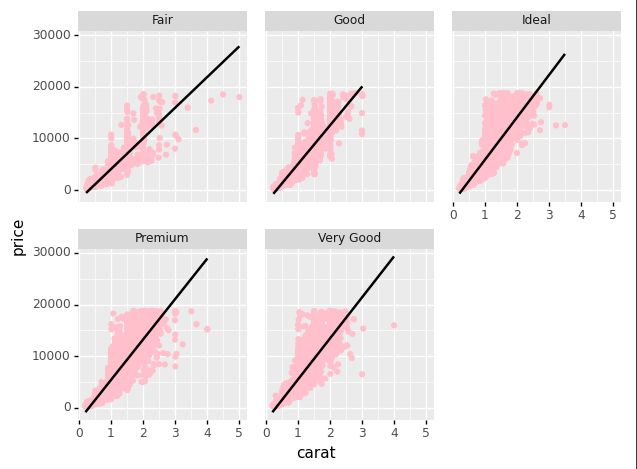 Fair Good Ideal
30000
20000
10000
0
0 1 2 3 4 5
price
Premium Very Good
30000
20000
10000
0
0 1 2 3 4 5 0 1 2 3 4 5
carat